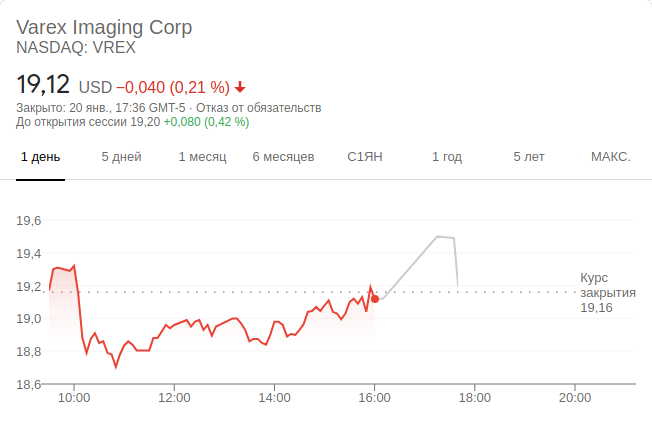 Varex Imaging Corp
NASDAQ: VREX
19,12 USD −0,040 (0,21 %)
Закрыто: 20 янв., 17:36 GMT-5 · Отказ от обязательств
До открытия сессии 19,20 +0,080 (0,42 %)
1 день 5 дней 1 месяц 6 месяцев С1ЯН 1 год 5 лет МАКС.
19,6
19,4
19,2
19,0
18,8
18,6
Курс
закрытия
19,16
10:00 12:00 14:00 16:00 18:00 20:00